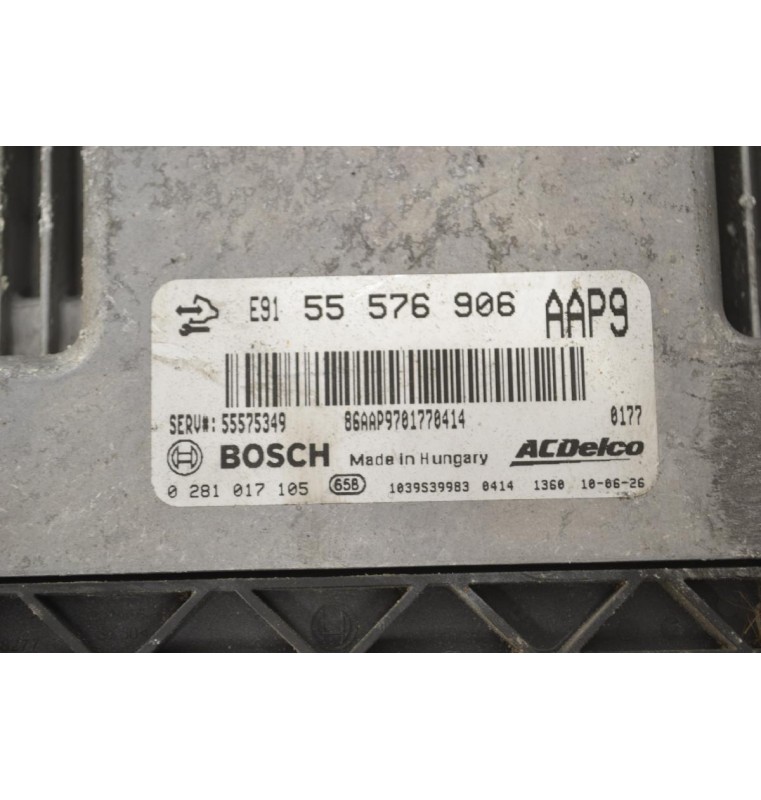 E91 55 576 906 AAP9
SERV#: 55575349 86AAP9701770414 0177
BOSCH Made in Hungary ACDelco
0 281 017 105 65B 1039S39983 0414 1360 10-06-26